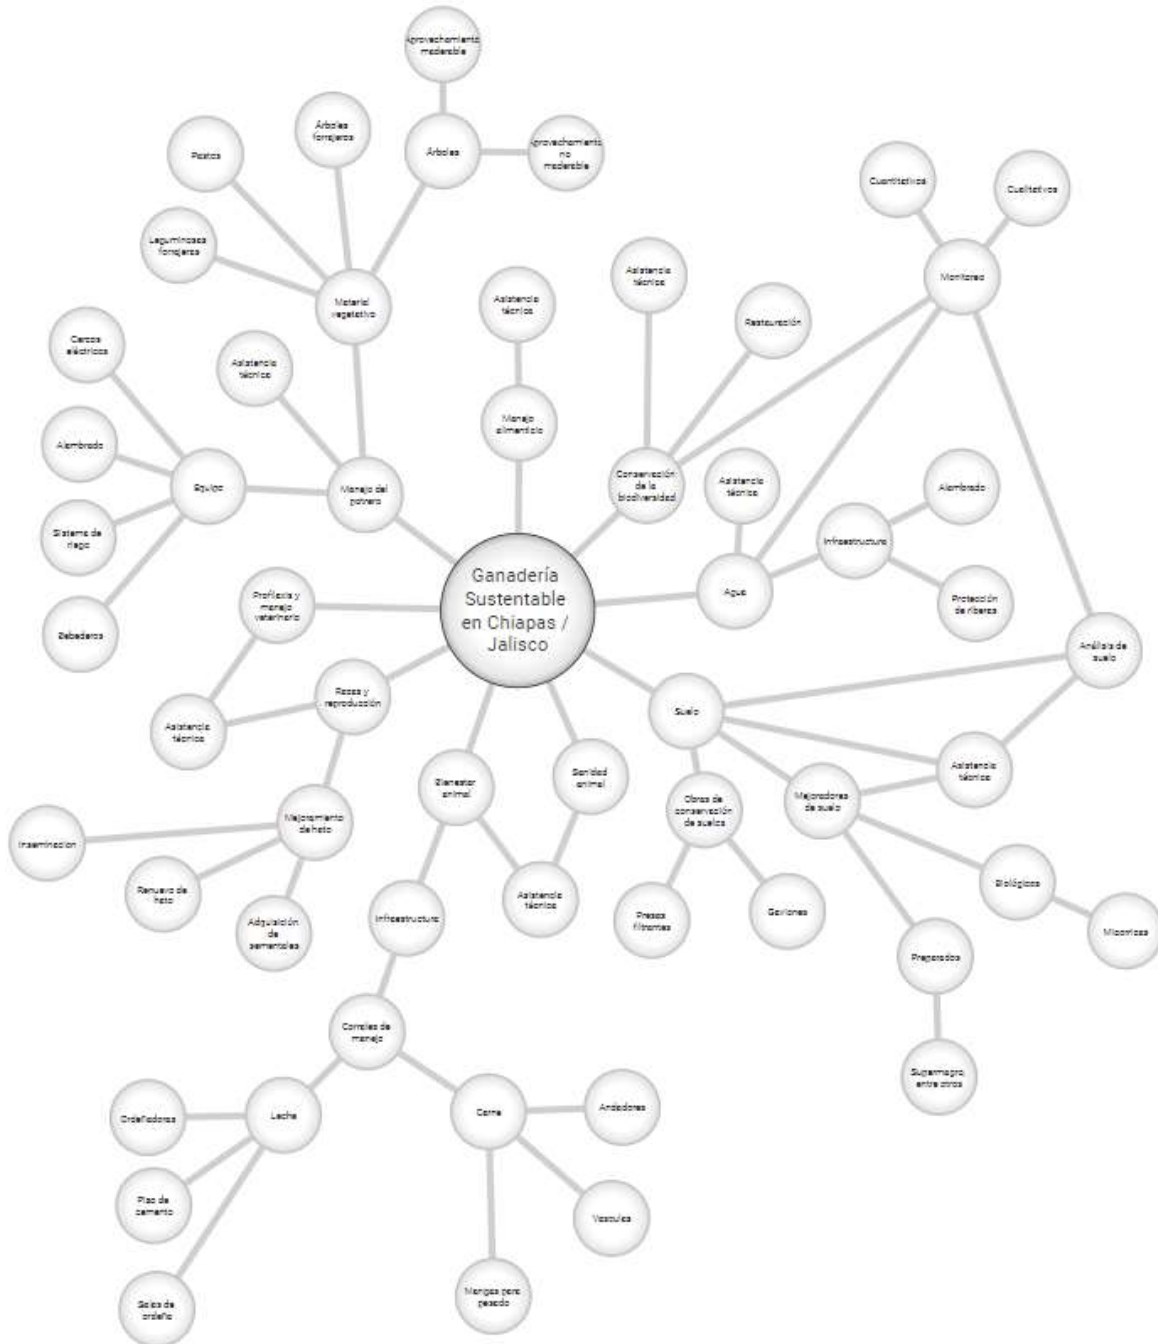 Aprovechamiento
maderable
Árboles
forrajeros
Pastos
Árboles
Aprovechamiento
no
maderable
Cuantitativos
Cualitativos
Leguminosas
forrajeras
Monitoreo
Asistencia
técnica
Material
vegetativo
Asistencia
técnica
Restauración
Cercos
eléctricos
Asistencia
técnica
Manejo
alimenticio
Alambrado
Equipo
Manejo del
potrero
Conservación
de la
biodiversidad
Asistencia
técnica
Alambrado
Sistema de
riego
Infraestructura
Ganadería
Sustentable
en Chiapas /
Jalisco
Profilaxis y
manejo
veterinario
Agua
Protección
de riberas
Bebederos
Análisis de
suelo
Razas y
reproducción
Suelo
Asistencia
técnica
Bienestar
animal
Sanidad
animal
Asistencia
técnica
Obras de
conservación
de suelos
Mejoradores
de suelo
Mejoramiento
de hato
Inseminacion
Renuevo de
hato
Adquisición
de
sementales
Infraestructura
Asistencia
técnica
Presas
filtrantes
Gaviones
Biológicos
Micorrizas
Preparados
Corrales de
manejo
Supermagro,
entre otros
Ordeñadoras
Leche
Carne
Andadores
Piso de
cemento
Vascules
Salas de
ordeño
Mangas para
pesado